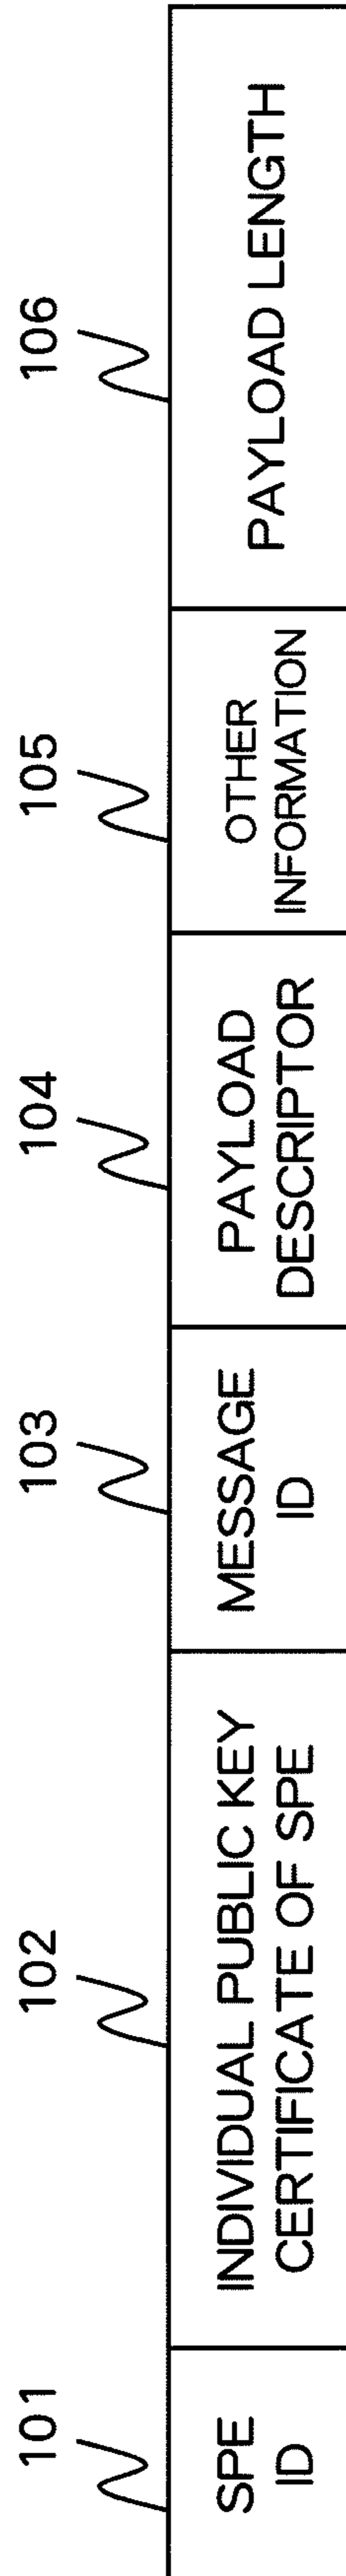 101
102
103
104
105
106
SPE
ID
INDIVIDUAL PUBLIC KEY
CERTIFICATE OF SPE
MESSAGE
ID
PAYLOAD
DESCRIPTOR
OTHER
INFORMATION
PAYLOAD LENGTH